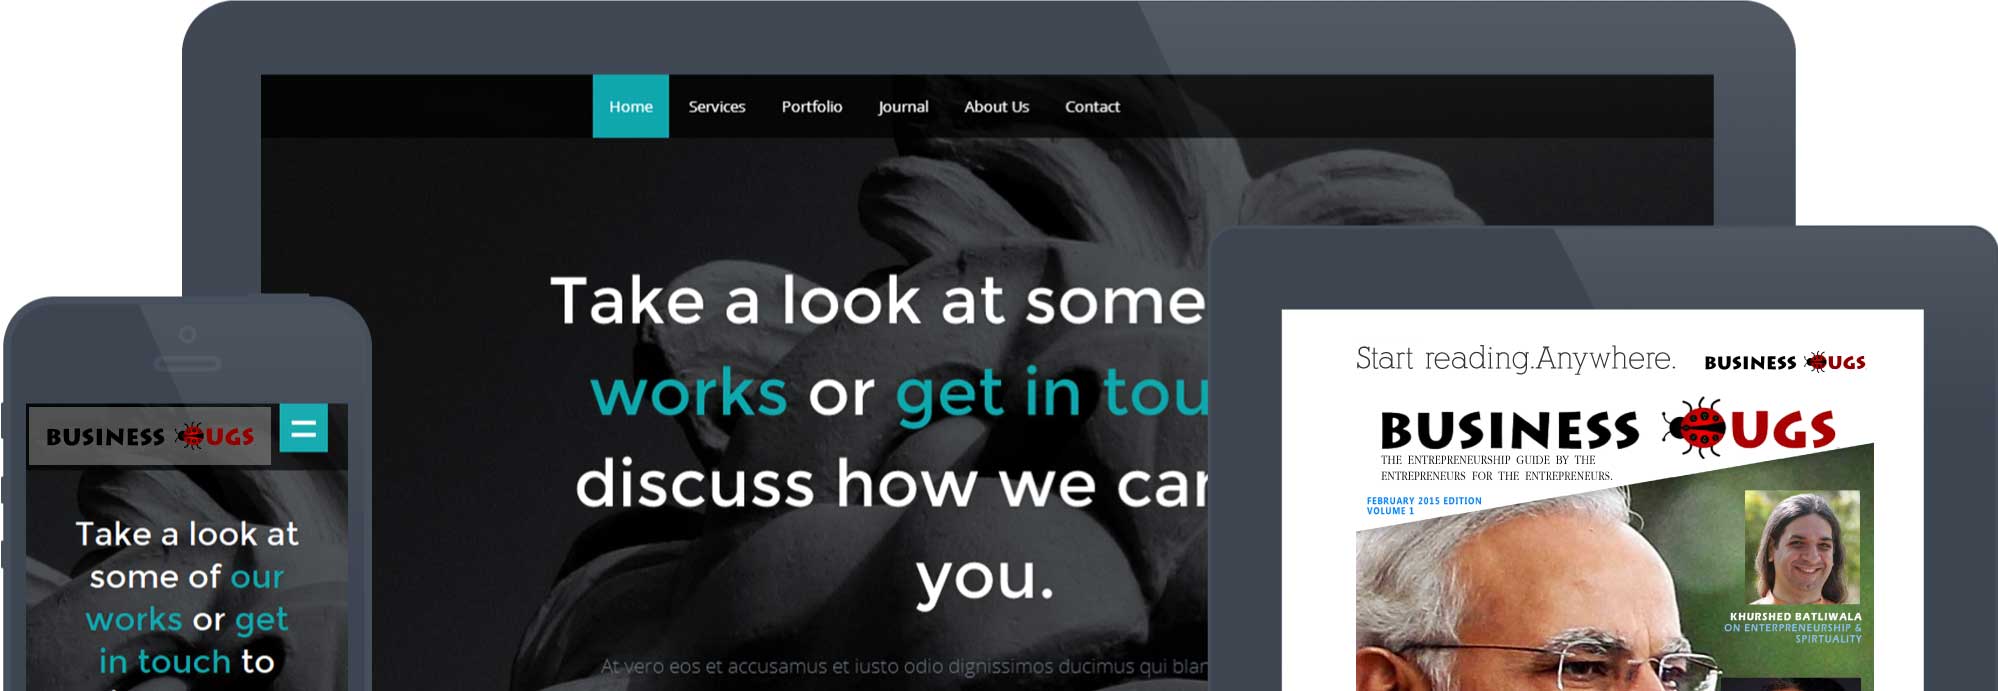 Home Services Portfolio Journal About Us Contact
Take a look at some
works or get in tou
discuss how we can
you.
At vero eos et accusamus et iusto odio dignissimos ducimus qui blan
BUSINESS UGS
Take a look at
some of our
works or get
in touch to
Start reading.Anywhere. BUSINESS UGS
BUSINESS UGS
THE ENTREPRENEURSHIP GUIDE BY THE
ENTREPRENEURS FOR THE ENTREPRENEURS.
FEBRUARY 2015 EDITION
VOLUME 1
KHURSHED BATLIWALA
ON ENTERPRENEURSHIP &
SPIRTUALITY